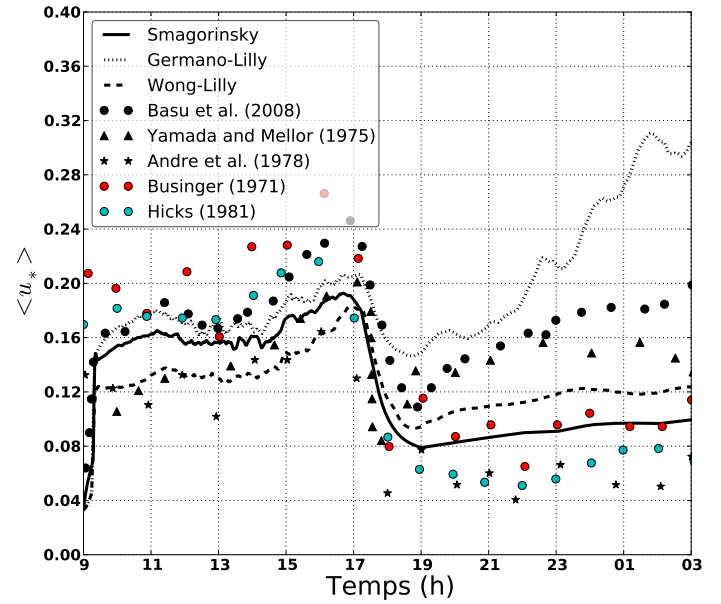 0.40
0.36
0.32
0.28
0.24
0.20
0.16
0.12
0.08
0.04
0.00
<u*>
Smagorinsky
Germano-Lilly
Wong-Lilly
Basu et al. (2008)
Yamada and Mellor (1975)
Andre et al. (1978)
Businger (1971)
Hicks (1981)
9 11 13 15 17 19 21 23 01 03
Temps (h)